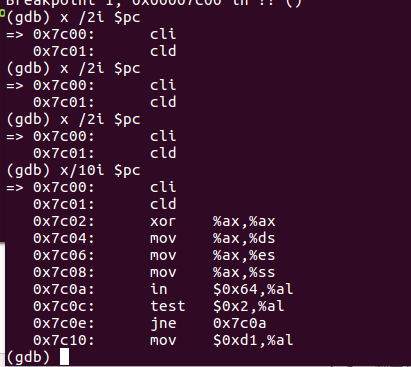 Breakpoint 1, 0x00007c00 in ?? ()
(gdb) x /2i $pc
=> 0x7c00:      cli
   0x7c01:      cld
(gdb) x /2i $pc
=> 0x7c00:      cli
   0x7c01:      cld
(gdb) x /2i $pc
=> 0x7c00:      cli
   0x7c01:      cld
(gdb) x/10i $pc
=> 0x7c00:      cli
   0x7c01:      cld
   0x7c02:      xor    %ax,%ax
   0x7c04:      mov    %ax,%ds
   0x7c06:      mov    %ax,%es
   0x7c08:      mov    %ax,%ss
   0x7c0a:      in     $0x64,%al
   0x7c0c:      test   $0x2,%al
   0x7c0e:      jne    0x7c0a
   0x7c10:      mov    $0xd1,%al
(gdb)